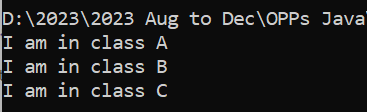 D:\2023\2023 Aug to Dec\OPPs Java\
I am in class A
I am in class B
I am in class C